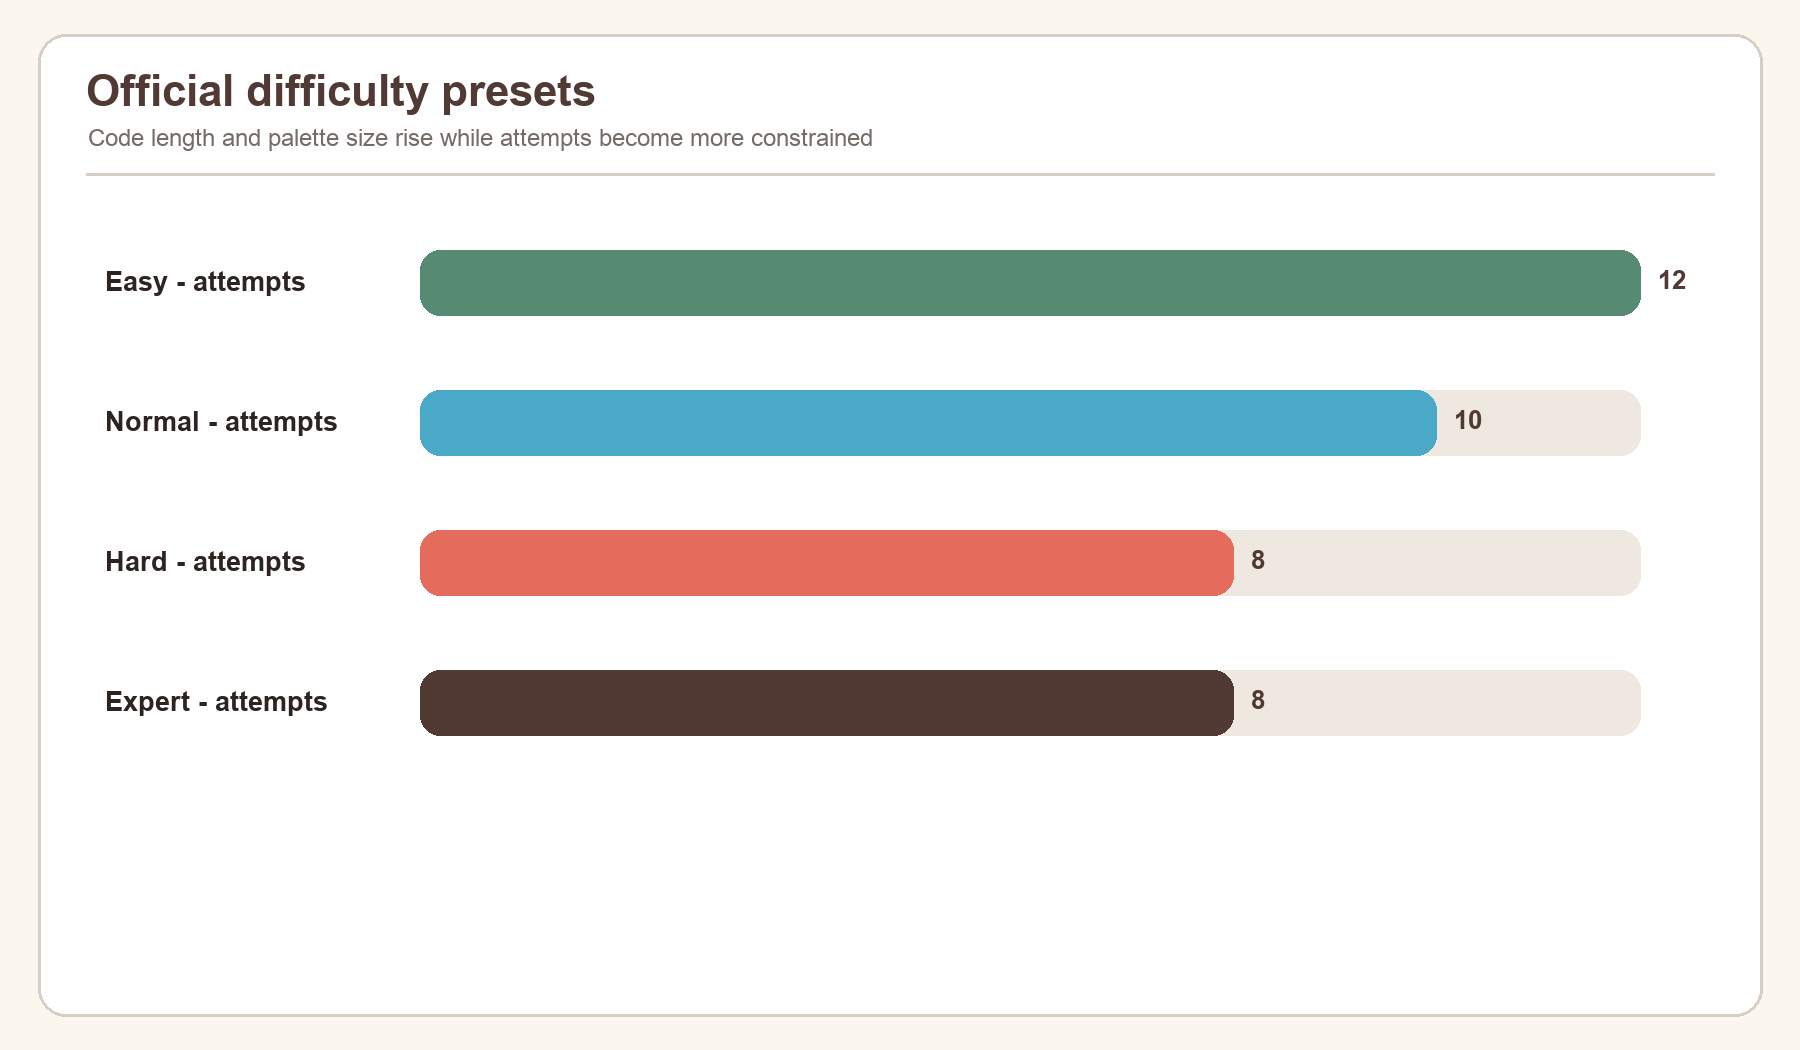 Official difficulty presets
Code length and palette size rise while attempts become more constrained
Easy - attempts 12
Normal - attempts 10
Hard - attempts 8
Expert - attempts 8